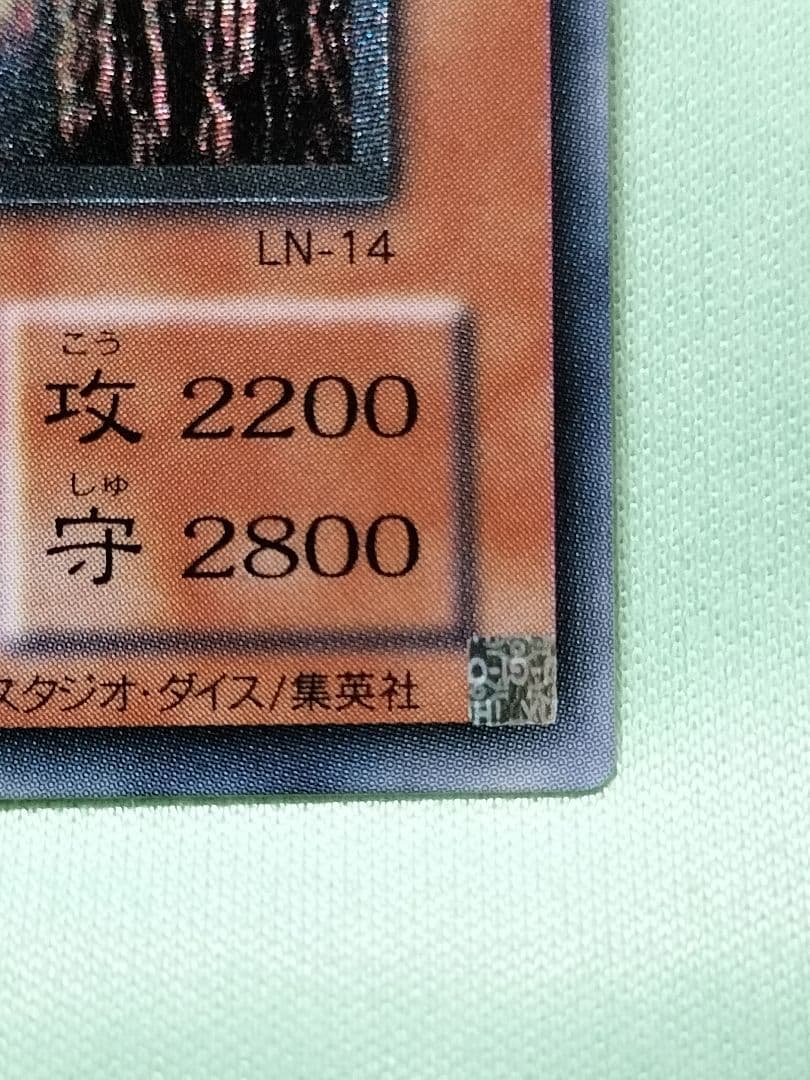 LN-14
こう
攻 2200
しゅ
守 2800
スタジオ・ダイス/集英社